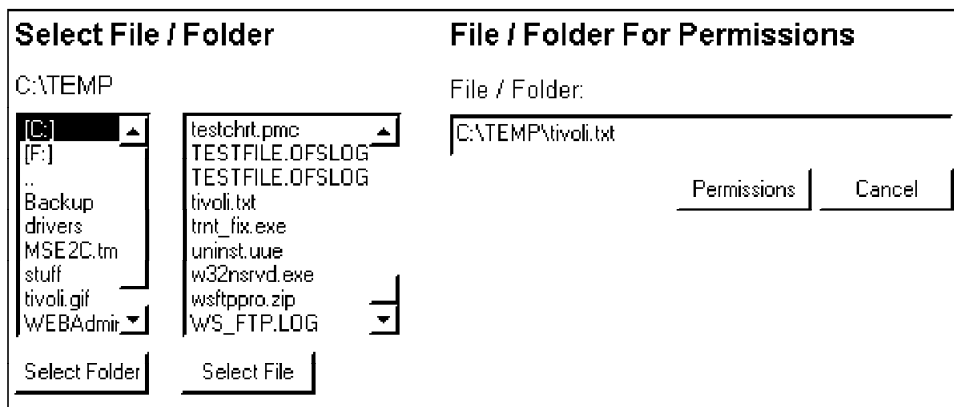 Select File / Folder
C:\TEMP
[C:]
[F:]
..
Backup
drivers
MSE2C.tm
stuff
tivoli.gif
WEBAdmin
Select Folder
testchrt.pmc
TESTFILE.OFSLOG
TESTFILE.OFSLOG
tivoli.txt
trnt_fix.exe
uninst.uue
w32nsrvd.exe
wsftppro.zip
WS_FTP.LOG
Select File
File / Folder For Permissions
File / Folder:
C:\TEMP\tivoli.txt
Permissions
Cancel